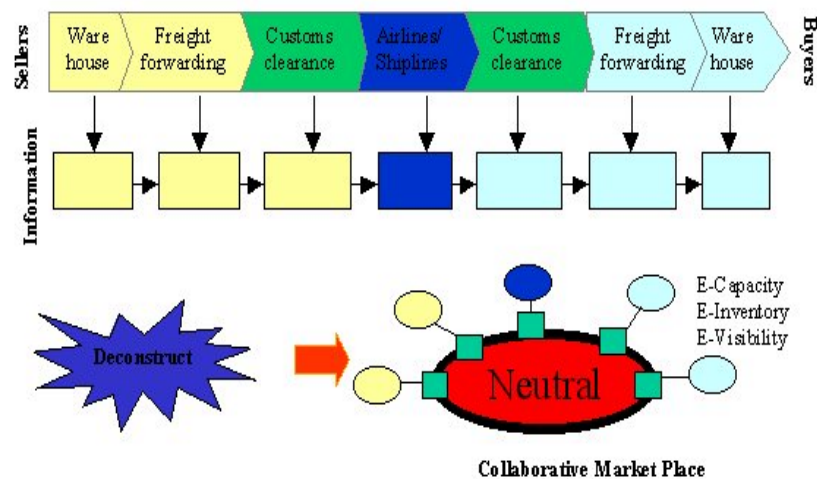 Sellers
Ware
house
Freight
forwarding
Customs
clearance
Airlines/
Shiplines
Customs
clearance
Freight
forwarding
Ware
house
Buyers
Information
E-Capacity
E-Inventory
E-Visibility
Deconstruct
Neutral
Collaborative Market Place